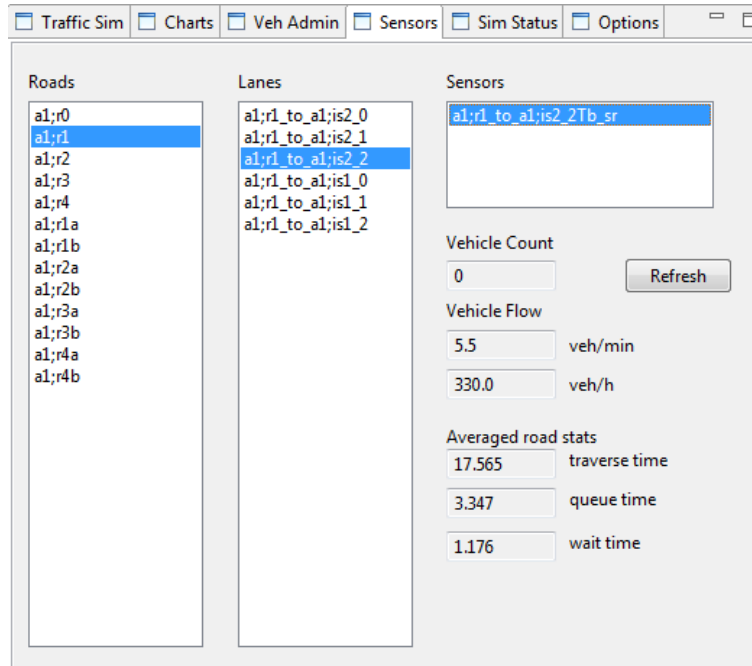 Traffic Sim Charts Veh Admin Sensors Sim Status Options
Roads
a1;r0
a1;r1
a1;r2
a1;r3
a1;r4
a1;r1a
a1;r1b
a1;r2a
a1;r2b
a1;r3a
a1;r3b
a1;r4a
a1;r4b
Lanes
a1;r1_to_a1;is2_0
a1;r1_to_a1;is2_1
a1;r1_to_a1;is2_2
a1;r1_to_a1;is1_0
a1;r1_to_a1;is1_1
a1;r1_to_a1;is1_2
Sensors
a1;r1_to_a1;is2_2Tb_sr
Vehicle Count
0 Refresh
Vehicle Flow
5.5 veh/min
330.0 veh/h
Averaged road stats
17.565 traverse time
3.347 queue time
1.176 wait time